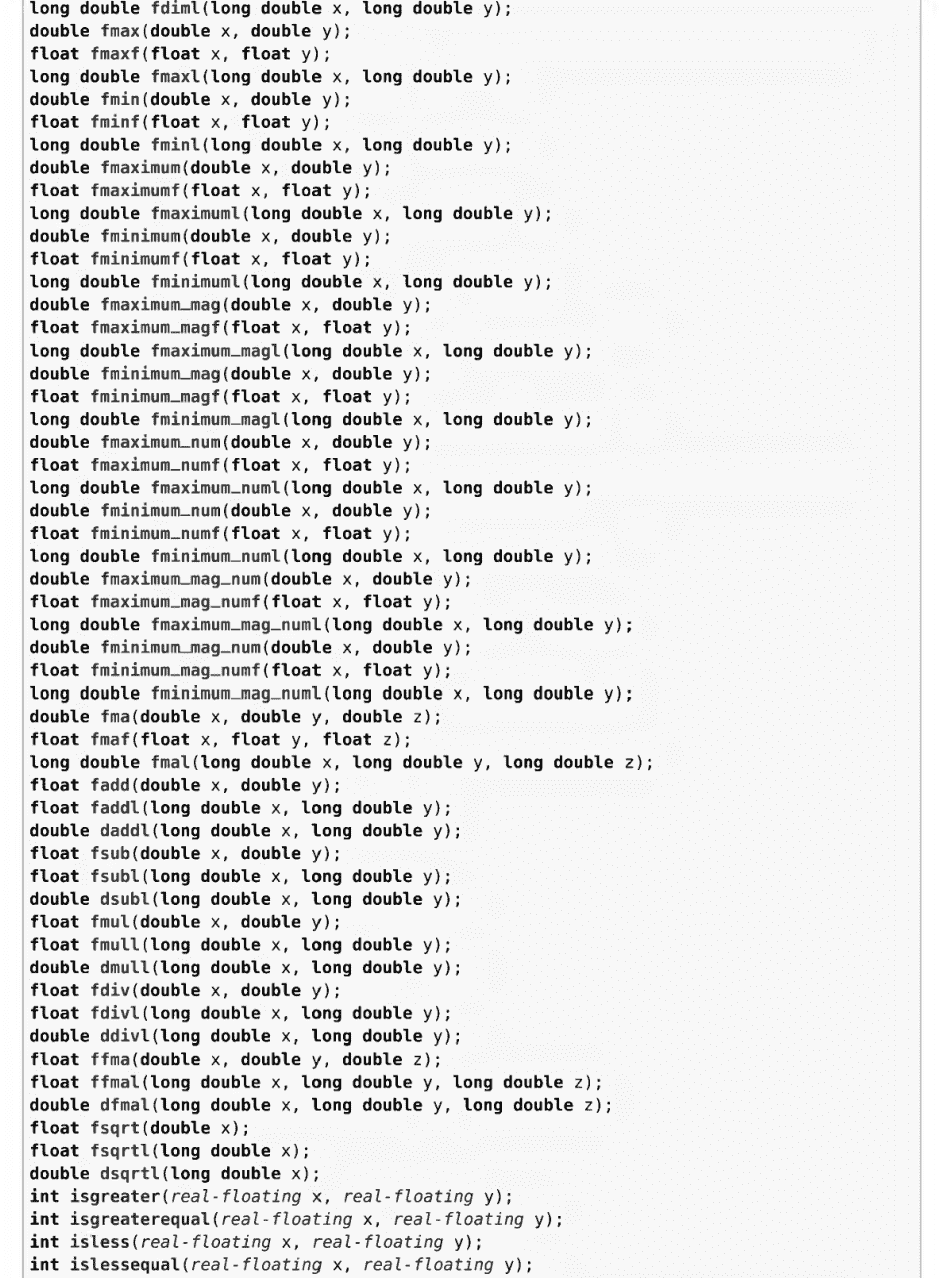 long double fdiml(long double x, long double y);
double fmax(double x, double y);
float fmaxf(float x, float y);
long double fmaxl(long double x, long double y);
double fmin(double x, double y);
float fminf(float x, float y);
long double fminl(long double x, long double y);
double fmaximum(double x, double y);
float fmaximumf(float x, float y);
long double fmaximuml(long double x, long double y);
double fminimum(double x, double y);
float fminimumf(float x, float y);
long double fminimuml(long double x, long double y);
double fmaximum_mag(double x, double y);
float fmaximum_magf(float x, float y);
long double fmaximum_magl(long double x, long double y);
double fminimum_mag(double x, double y);
float fminimum_magf(float x, float y);
long double fminimum_magl(long double x, long double y);
double fmaximum_num(double x, double y);
float fmaximum_numf(float x, float y);
long double fmaximum_numl(long double x, long double y);
double fminimum_num(double x, double y);
float fminimum_numf(float x, float y);
long double fminimum_numl(long double x, long double y);
double fmaximum_mag_num(double x, double y);
float fmaximum_mag_numf(float x, float y);
long double fmaximum_mag_numl(long double x, long double y);
double fminimum_mag_num(double x, double y);
float fminimum_mag_numf(float x, float y);
long double fminimum_mag_numl(long double x, long double y);
double fma(double x, double y, double z);
float fmaf(float x, float y, float z);
long double fmal(long double x, long double y, long double z);
float fadd(double x, double y);
float faddl(long double x, long double y);
double daddl(long double x, long double y);
float fsub(double x, double y);
float fsubl(long double x, long double y);
double dsubl(long double x, long double y);
float fmul(double x, double y);
float fmull(long double x, long double y);
double dmull(long double x, long double y);
float fdiv(double x, double y);
float fdivl(long double x, long double y);
double ddivl(long double x, long double y);
float ffma(double x, double y, double z);
float ffmal(long double x, long double y, long double z);
double dfmal(long double x, long double y, long double z);
float fsqrt(double x);
float fsqrtl(long double x);
double dsqrtl(long double x);
int isgreater(real-floating x, real-floating y);
int isgreaterequal(real-floating x, real-floating y);
int isless(real-floating x, real-floating y);
int islessequal(real-floating x, real-floating y);